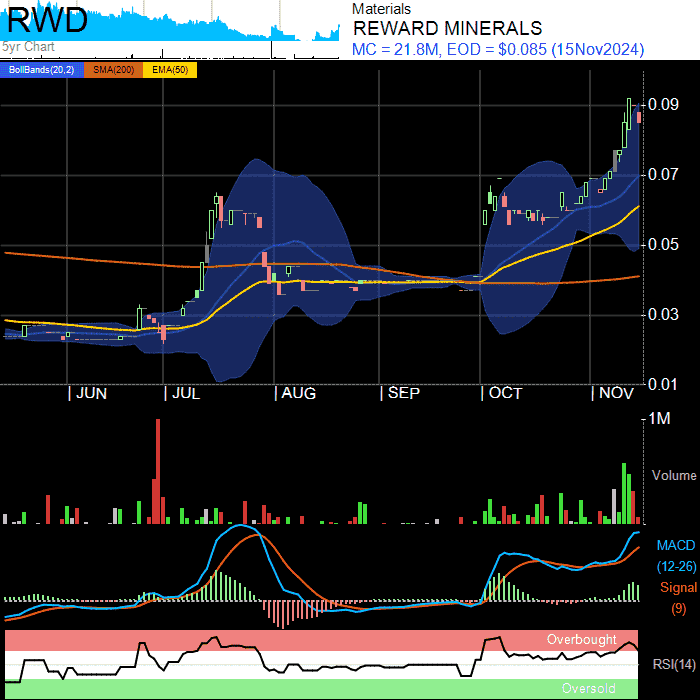 RWD
5yr Chart
Materials
REWARD MINERALS
MC = 21.8M, EOD = $0.085 (15Nov2024)
BollBands(20,2) SMA(200) EMA(50)
0.09
0.07
0.05
0.03
0.01
JUN JUL AUG SEP OCT NOV
1M
Volume
MACD
(12-26)
Signal
(9)
Overbought
RSI(14)
Oversold